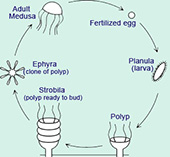 Adult
Medusa
Fertilized egg
Planula
(larva)
Ephyra
(clone of polyp)
Strobila
(polyp ready to bud)
Polyp